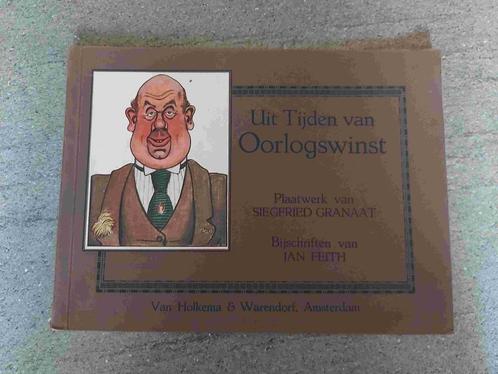 Uit Tijden van
Oorlogswinst
Plaatwerk van
SIEGFRIED GRANAAT
Bijschriften van
JAN FEITH
Van Holkema & Warendorf, Amsterdam